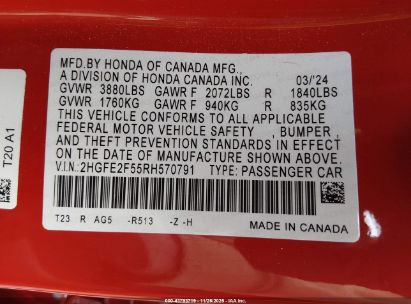 MFD.BY HONDA OF CANADA MFG.,
A DIVISION OF HONDA CANADA INC. 03/'24
GVWR 3880LBS GAWR F 2072LBS R 1840LBS
GVWR 1760KG GAWR F 940KG R 835KG
THIS VEHICLE CONFORMS TO ALL APPLICABLE
FEDERAL MOTOR VEHICLE SAFETY , BUMPER ,
AND THEFT PREVENTION STANDARDS IN EFFECT
ON THE DATE OF MANUFACTURE SHOWN ABOVE.
V.I.N.:2HGFE2F55RH570791 TYPE: PASSENGER CAR
T23 R AG5 -R513 -Z -H
MADE IN CANADA
T20 A1